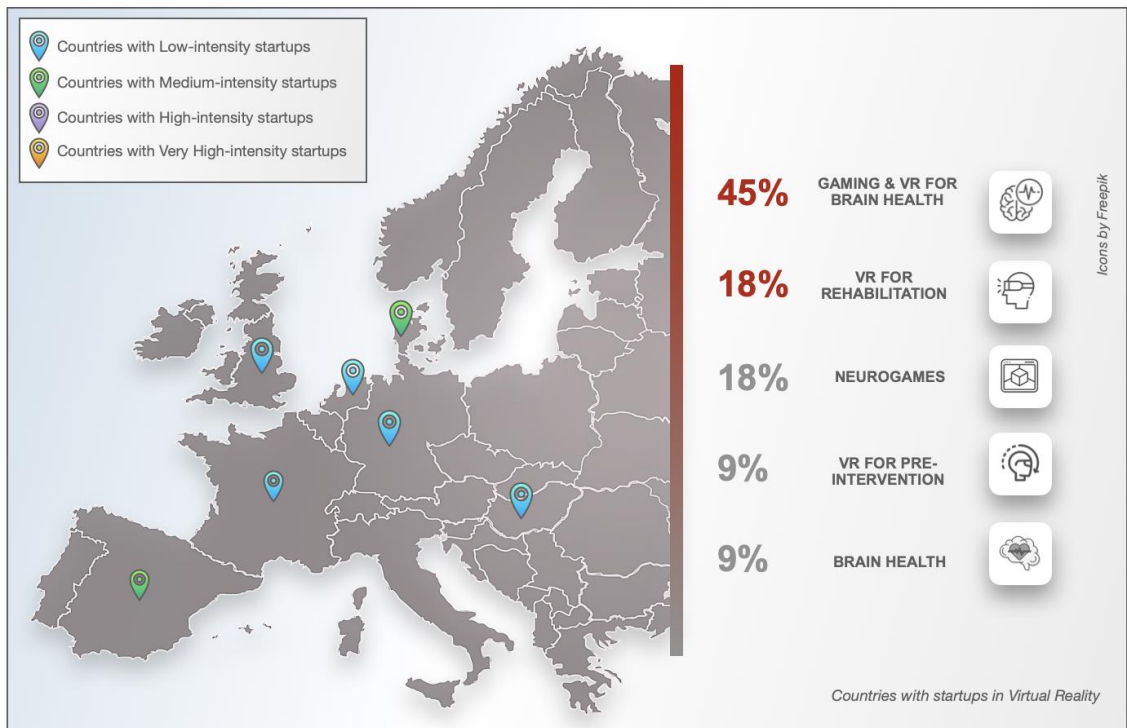 Countries with Low-intensity startups
Countries with Medium-intensity startups
Countries with High-intensity startups
Countries with Very High-intensity startups
45%
GAMING & VR FOR
BRAIN HEALTH
18%
VR FOR
REHABILITATION
18%
NEUROGAMES
9%
VR FOR PRE-
INTERVENTION
9%
BRAIN HEALTH
Icons by Freepik
Countries with startups in Virtual Reality